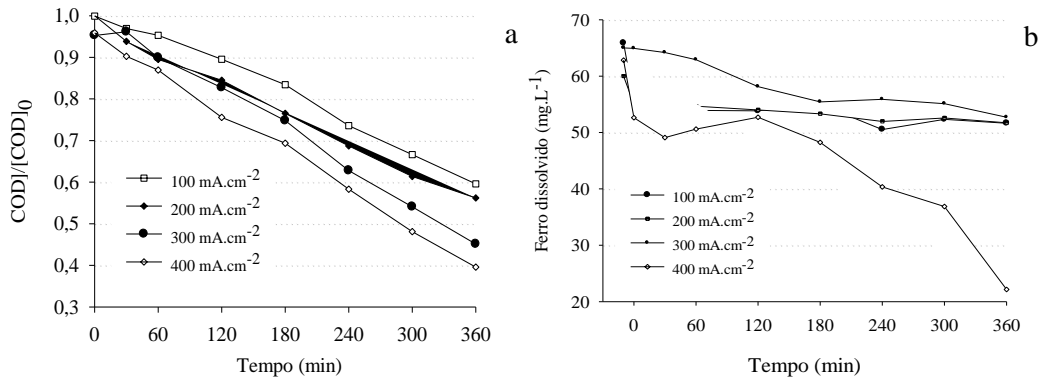 a
COD]/[COD]0
1,0
0,9
0,8
0,7
0,6
0,5
0,4
0,3
100 mA.cm-2
200 mA.cm-2
300 mA.cm-2
400 mA.cm-2
0 60 120 180 240 300 360
Tempo (min)
b
Ferro dissolvido (mg.L-1)
70
60
50
40
30
20
100 mA.cm-2
200 mA.cm-2
300 mA.cm-2
400 mA.cm-2
0 60 120 180 240 300 360
Tempo (min)